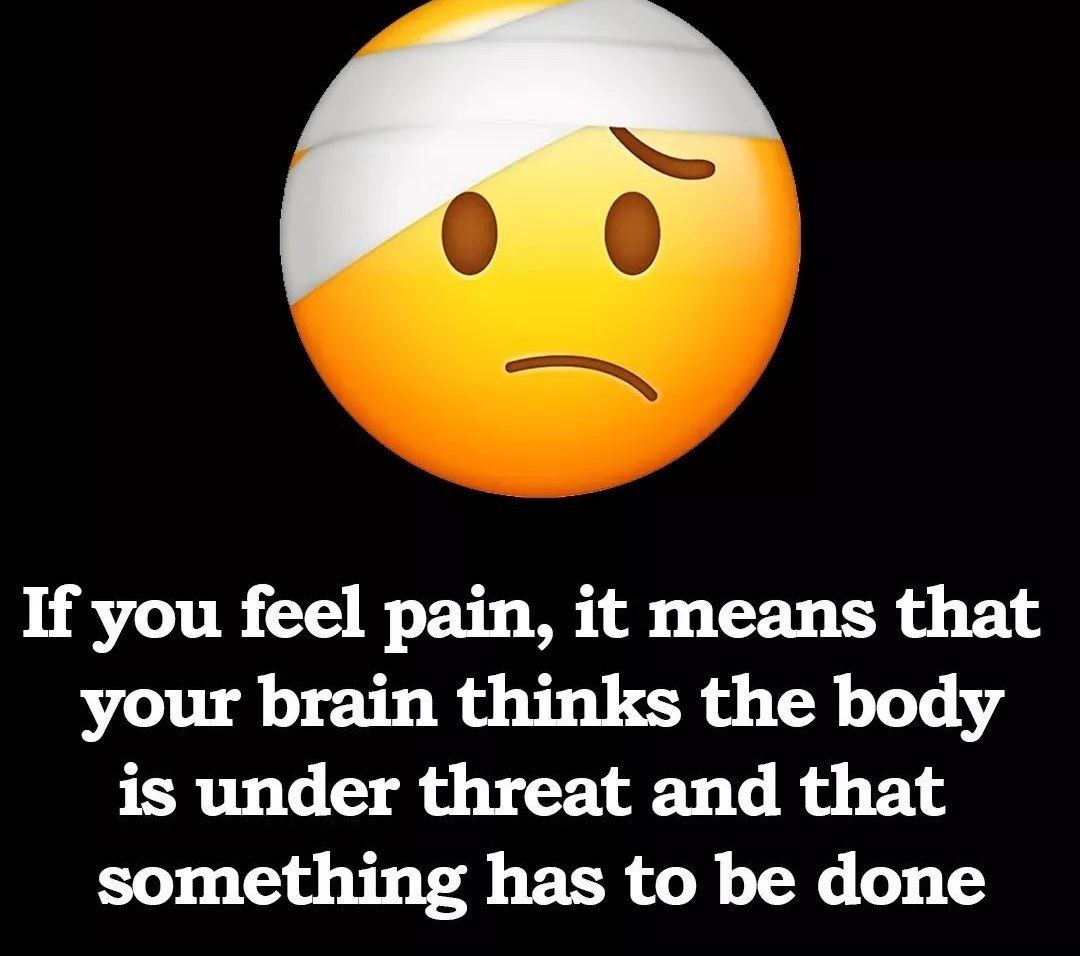 If you feel pain, it means that
your brain thinks the body
is under threat and that
something has to be done